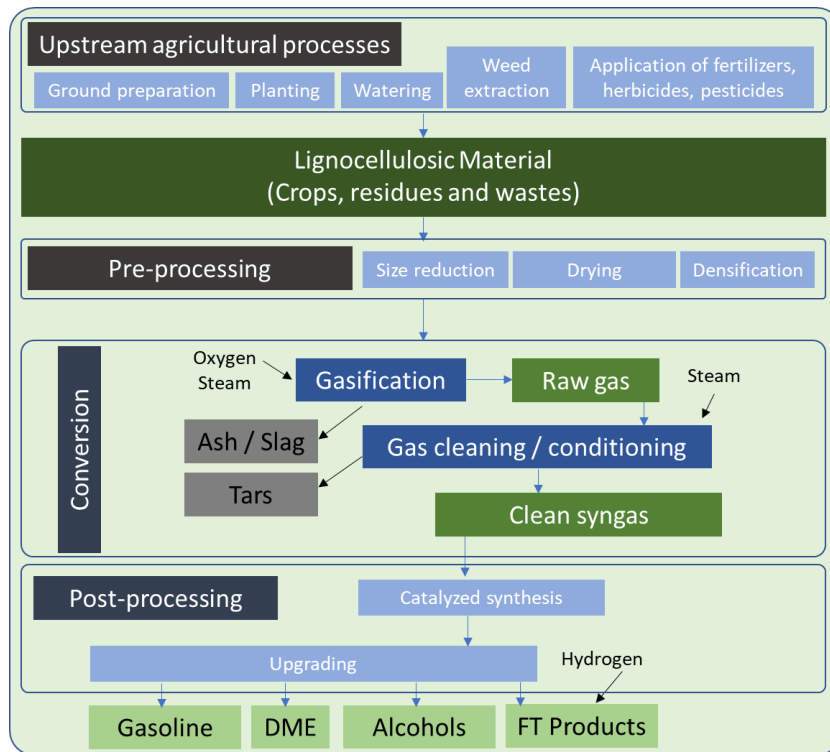 Upstream agricultural processes
Ground preparation
Planting
Watering
Weed
extraction
Application of fertilizers,
herbicides, pesticides
Lignocellulosic Material
(Crops, residues and wastes)
Pre-processing
Size reduction
Drying
Densification
Conversion
Oxygen
Steam
Gasification
Raw gas
Steam
Ash / Slag
Gas cleaning / conditioning
Tars
Clean syngas
Post-processing
Catalyzed synthesis
Upgrading
Hydrogen
Gasoline
DME
Alcohols
FT Products